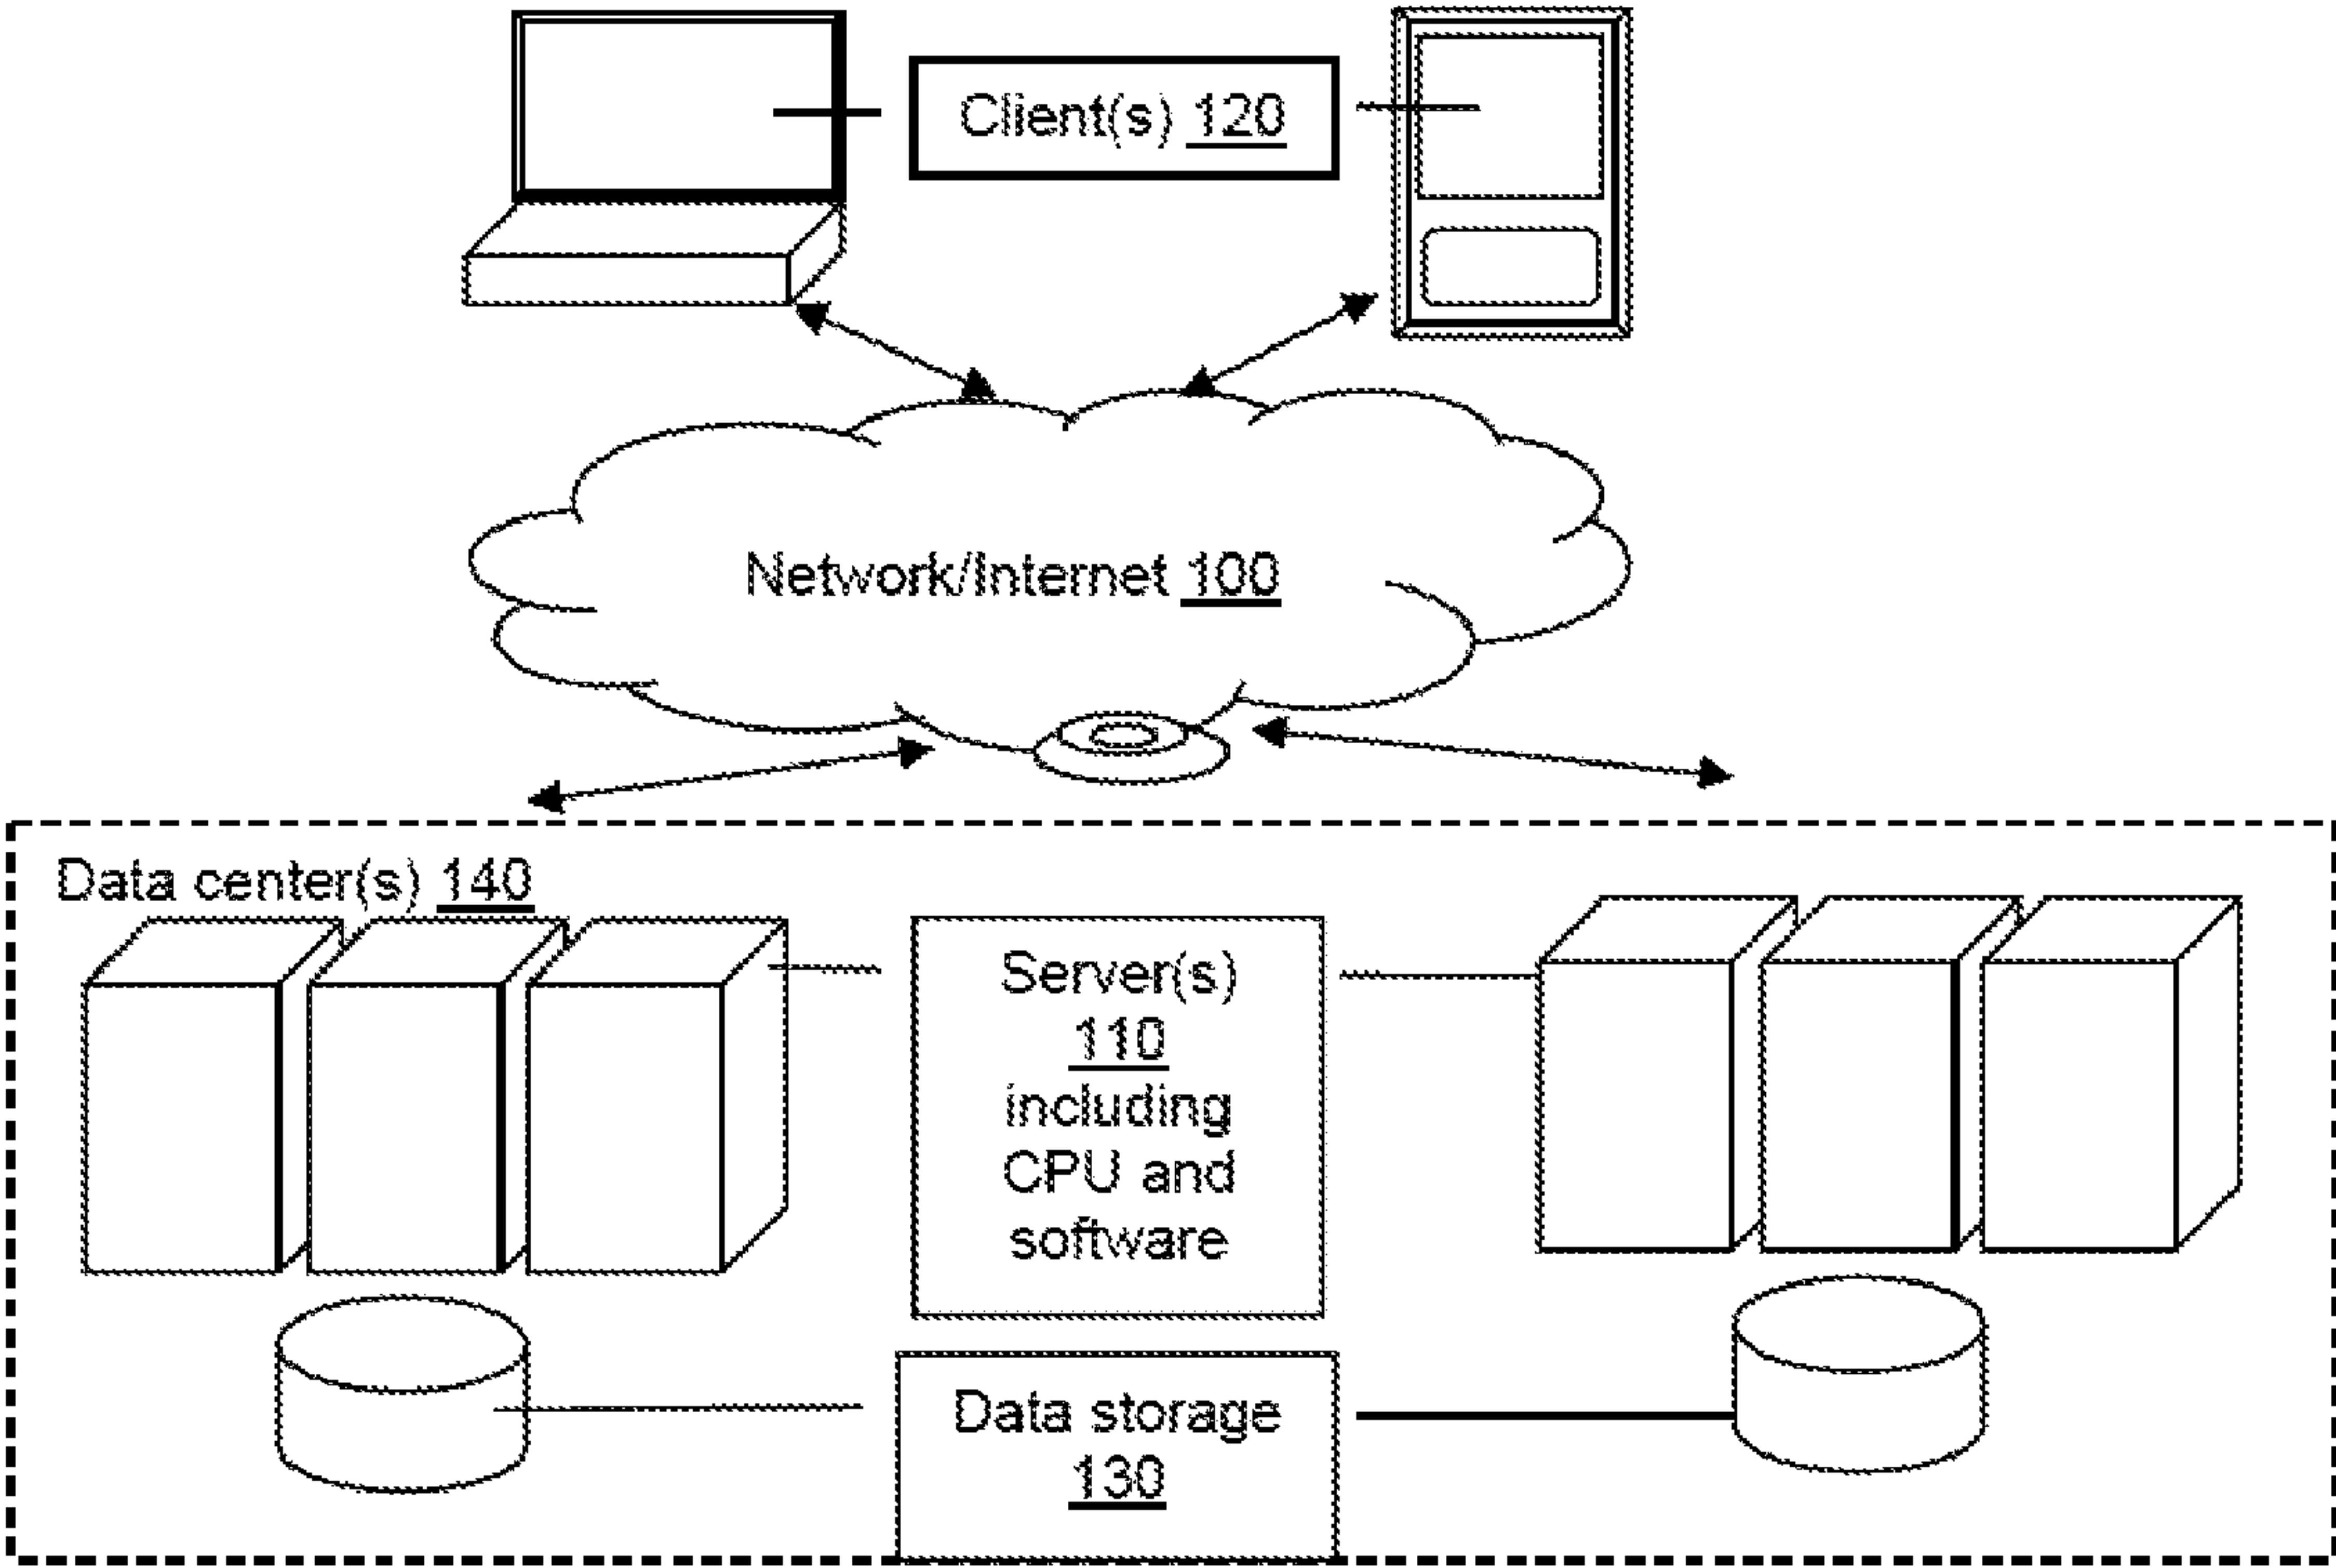 Client(s) 120
Network/Internet 100
Data center(s) 140
Server(s)
110
including
CPU and
software
Data storage
130